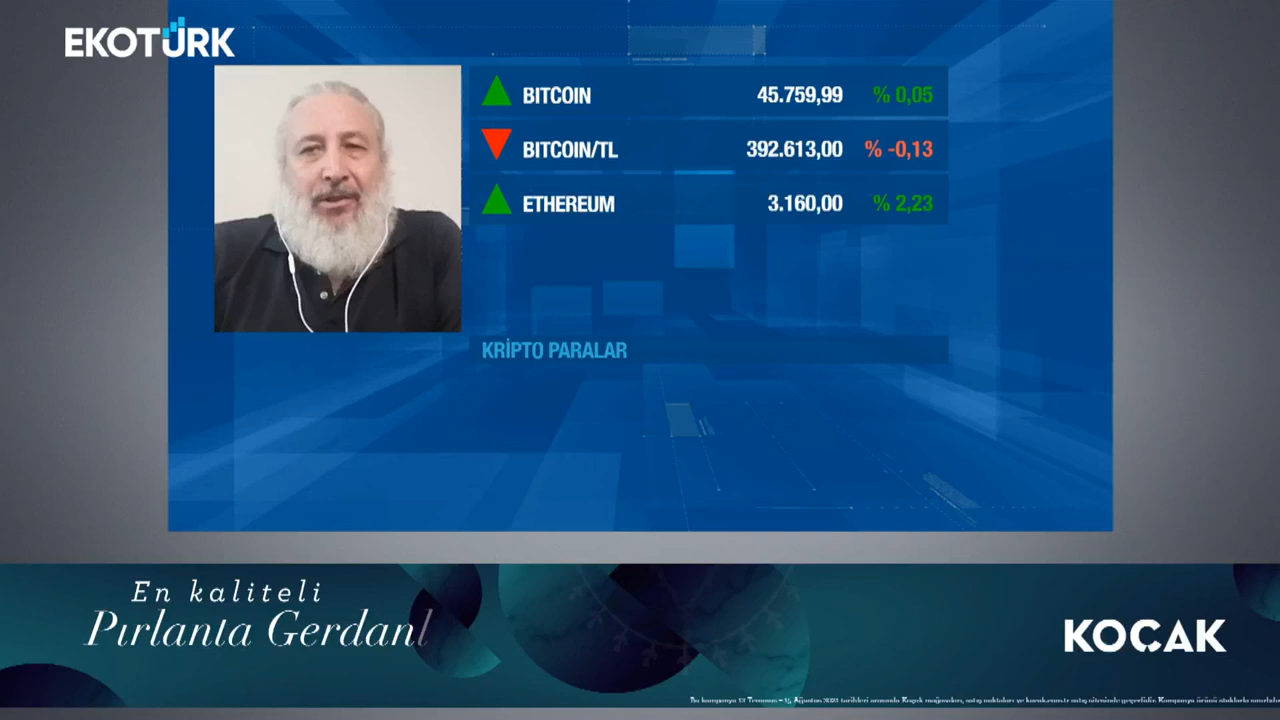 EKOTÜRK
BITCOIN 45.759,99 % 0,05
BITCOIN/TL 392.613,00 % -0,13
ETHEREUM 3.160,00 % 2,23
KRİPTO PARALAR
En kaliteli
Pırlanta Gerdanl
KOÇAK